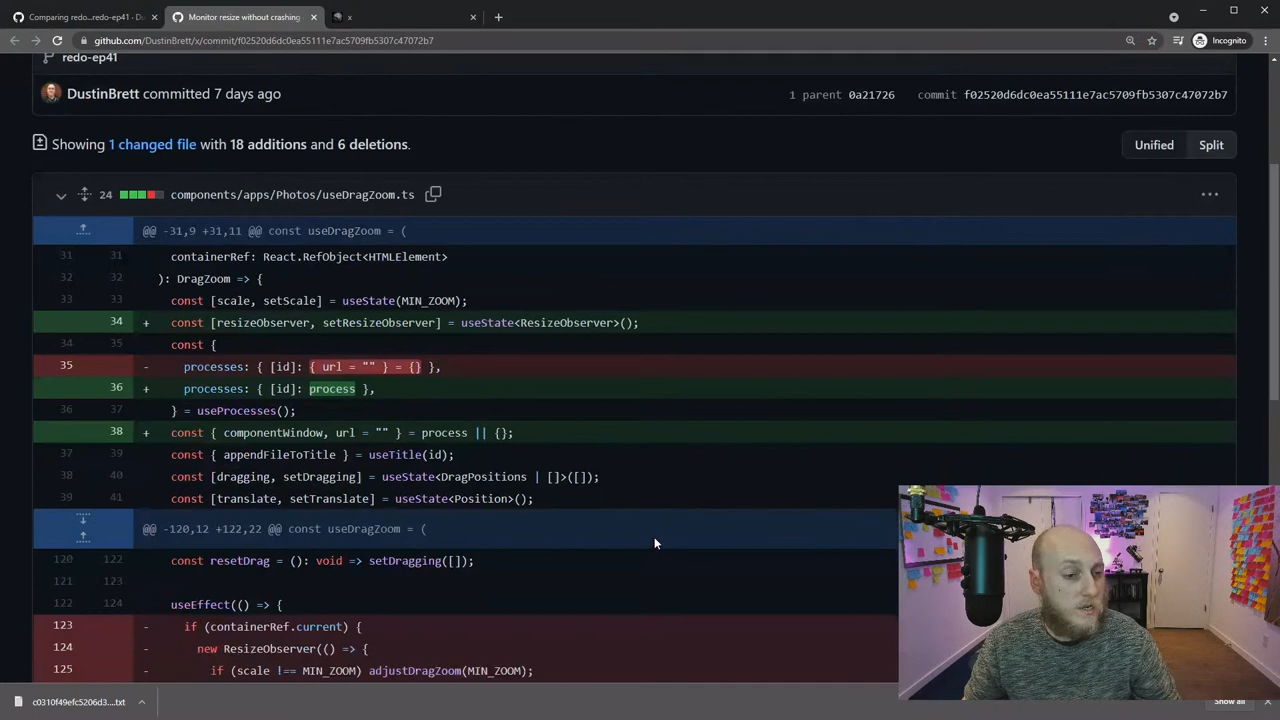 Comparing redo...redo-ep41 - Du
Monitor resize without crashing
x
github.com/DustinBrett/x/commit/f02520d6dc0ea55111e7ac5709fb5307c47072b7
Incognito
redo-ep41
DustinBrett committed 7 days ago
1 parent 0a21726 commit f02520d6dc0ea55111e7ac5709fb5307c47072b7
Showing 1 changed file with 18 additions and 6 deletions.
Unified Split
24 components/apps/Photos/useDragZoom.ts
@@ -31,9 +31,11 @@ const useDragZoom = (
31 31 containerRef: React.RefObject<HTMLElement>
32 32 ): DragZoom => {
33 33 const [scale, setScale] = useState(MIN_ZOOM);
34 + const [resizeObserver, setResizeObserver] = useState<ResizeObserver>();
34 35 const {
35 - processes: { [id]: { url = "" } = {} },
36 + processes: { [id]: process },
36 37 } = useProcesses();
38 + const { componentWindow, url = "" } = process || {};
37 39 const { appendFileToTitle } = useTitle(id);
38 40 const [dragging, setDragging] = useState<DragPositions | []>([]);
39 41 const [translate, setTranslate] = useState<Position>();
@@ -120,12 +122,22 @@ const useDragZoom = (
120 122 const resetDrag = (): void => setDragging([]);
121 123
122 124 useEffect(() => {
123 - if (containerRef.current) {
124 - new ResizeObserver(() => {
125 - if (scale !== MIN_ZOOM) adjustDragZoom(MIN_ZOOM);
c0310f49efc5206d3....txt
Show all